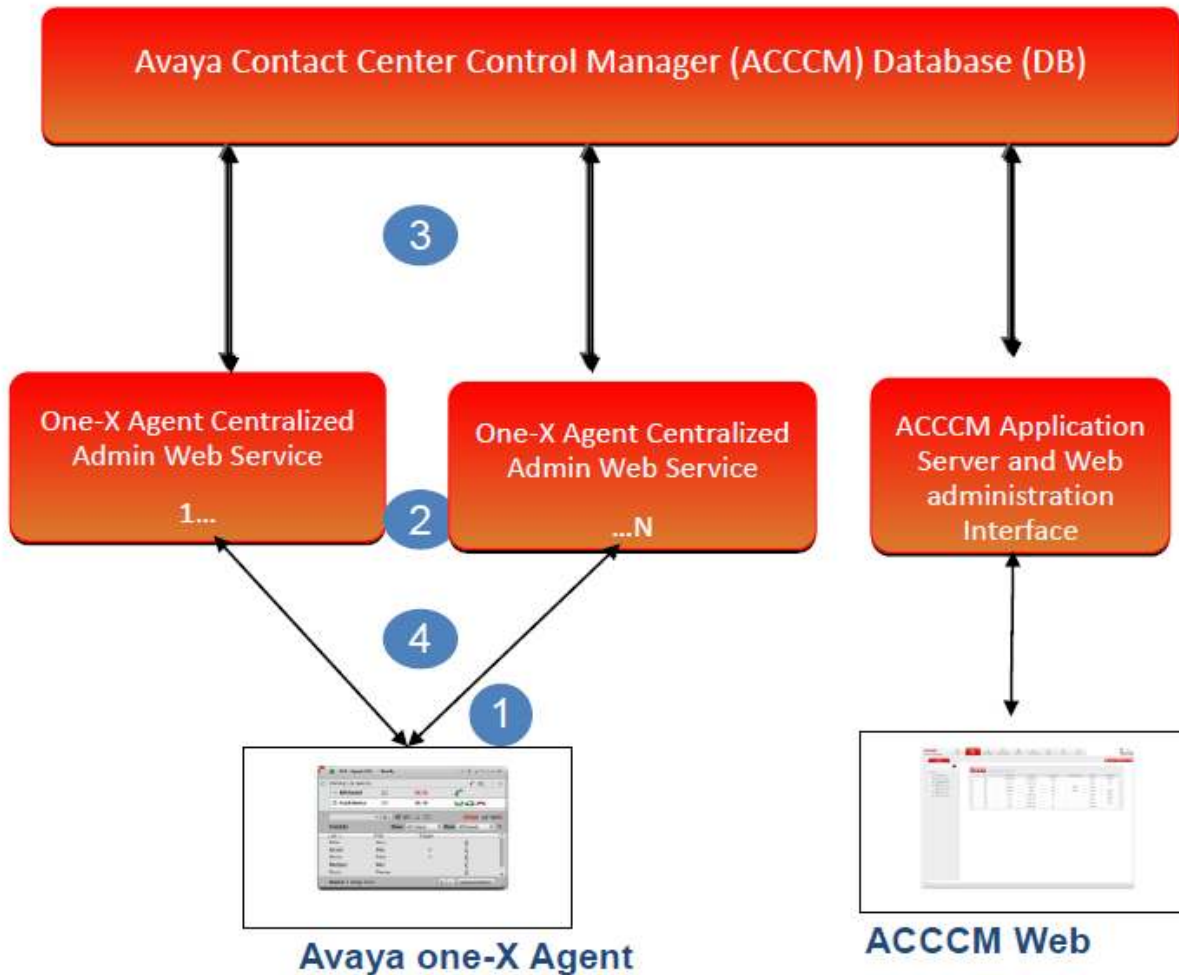 Avaya Contact Center Control Manager (ACCCM) Database (DB)
3
One-X Agent Centralized
Admin Web Service
1...
2
One-X Agent Centralized
Admin Web Service
...N
ACCCM Application
Server and Web
administration
Interface
4
1
Avaya one-X Agent
ACCCM Web